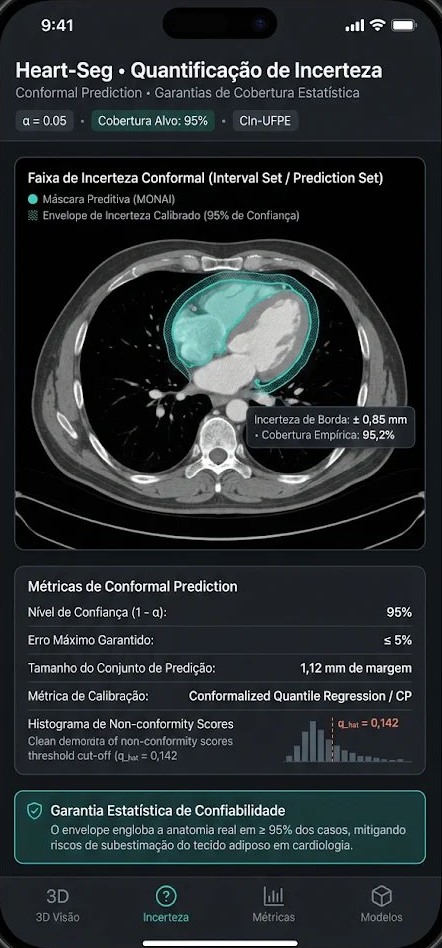 9:41
Heart-Seg • Quantificação de Incerteza
Conformal Prediction • Garantias de Cobertura Estatística
α = 0.05 • Cobertura Alvo: 95% • CIn-UFPE
Faixa de Incerteza Conformal (Interval Set / Prediction Set)
Máscara Preditiva (MONAI)
Envelope de Incerteza Calibrado (95% de Confiança)
Incerteza de Borda: ± 0,85 mm
• Cobertura Empírica: 95,2%
Métricas de Conformal Prediction
Nível de Confiança (1 - α): 95%
Erro Máximo Garantido: ≤ 5%
Tamanho do Conjunto de Predição: 1,12 mm de margem
Métrica de Calibração: Conformalized Quantile Regression / CP
Histograma de Non-conformity Scores
q_hat = 0,142
Clean of non-conformity scores
threshold cut-off (q_hat = 0,142
Garantia Estatística de Confiabilidade
O envelope engloba a anatomia real em ≥ 95% dos casos, mitigando
riscos de subestimação do tecido adiposo em cardiologia.
3D
3D Visão
Incerteza
Métricas
Modelos